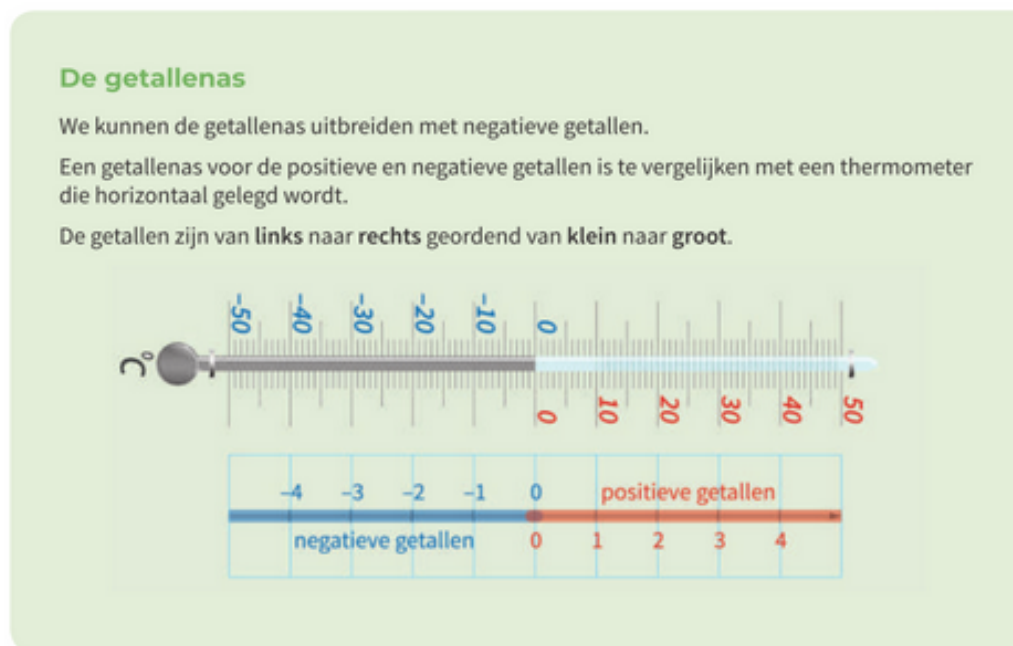 De getallenas
We kunnen de getallenas uitbreiden met negatieve getallen.
Een getallenas voor de positieve en negatieve getallen is te vergelijken met een thermometer
die horizontaal gelegd wordt.
De getallen zijn van links naar rechts geordend van klein naar groot.
-50 -40 -30 -20 -10 0
°C
0 10 20 30 40 50
-4 -3 -2 -1 0 positieve getallen
negatieve getallen 0 1 2 3 4